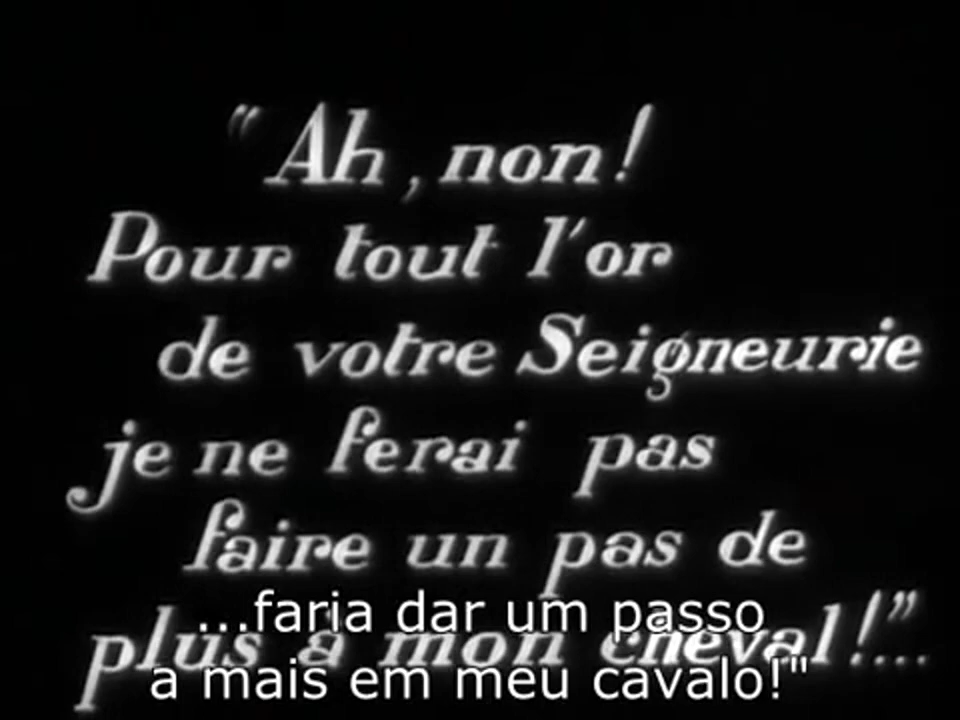 "Ah, non!
Pour tout l'or
de votre Seigneurie
je ne ferai pas
faire un pas de
plus à mon cheval!"...
...faria dar um passo
a mais em meu cavalo!"